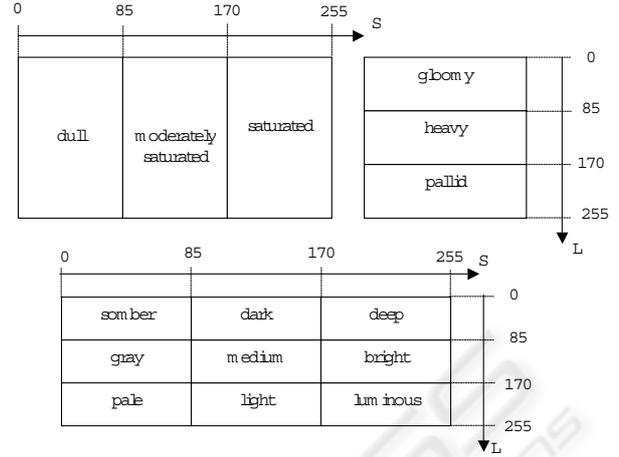 0 85 170 255
S
dull
moderately
saturated
saturated
gloomy
heavy
pallid
0
85
170
255
L
0 85 170 255
S
somber dark deep
gray medium bright
pale light luminous
0
85
170
255
L